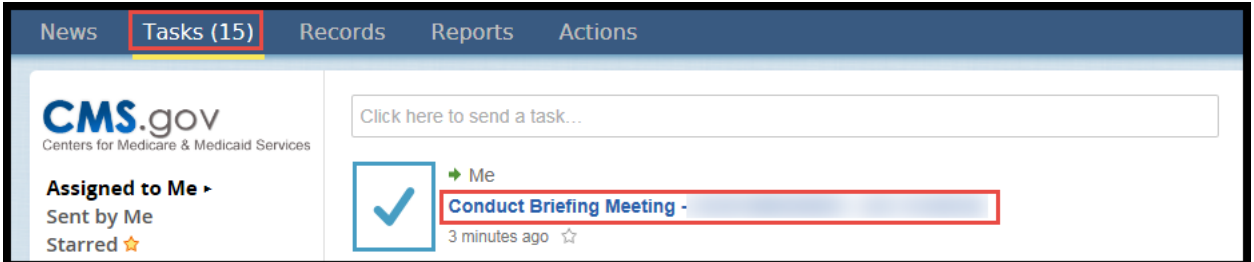 News Tasks (15) Records Reports Actions
CMS.gov
Centers for Medicare & Medicaid Services
Assigned to Me ▸
Sent by Me
Starred
Click here to send a task...
Me
Conduct Briefing Meeting -
3 minutes ago